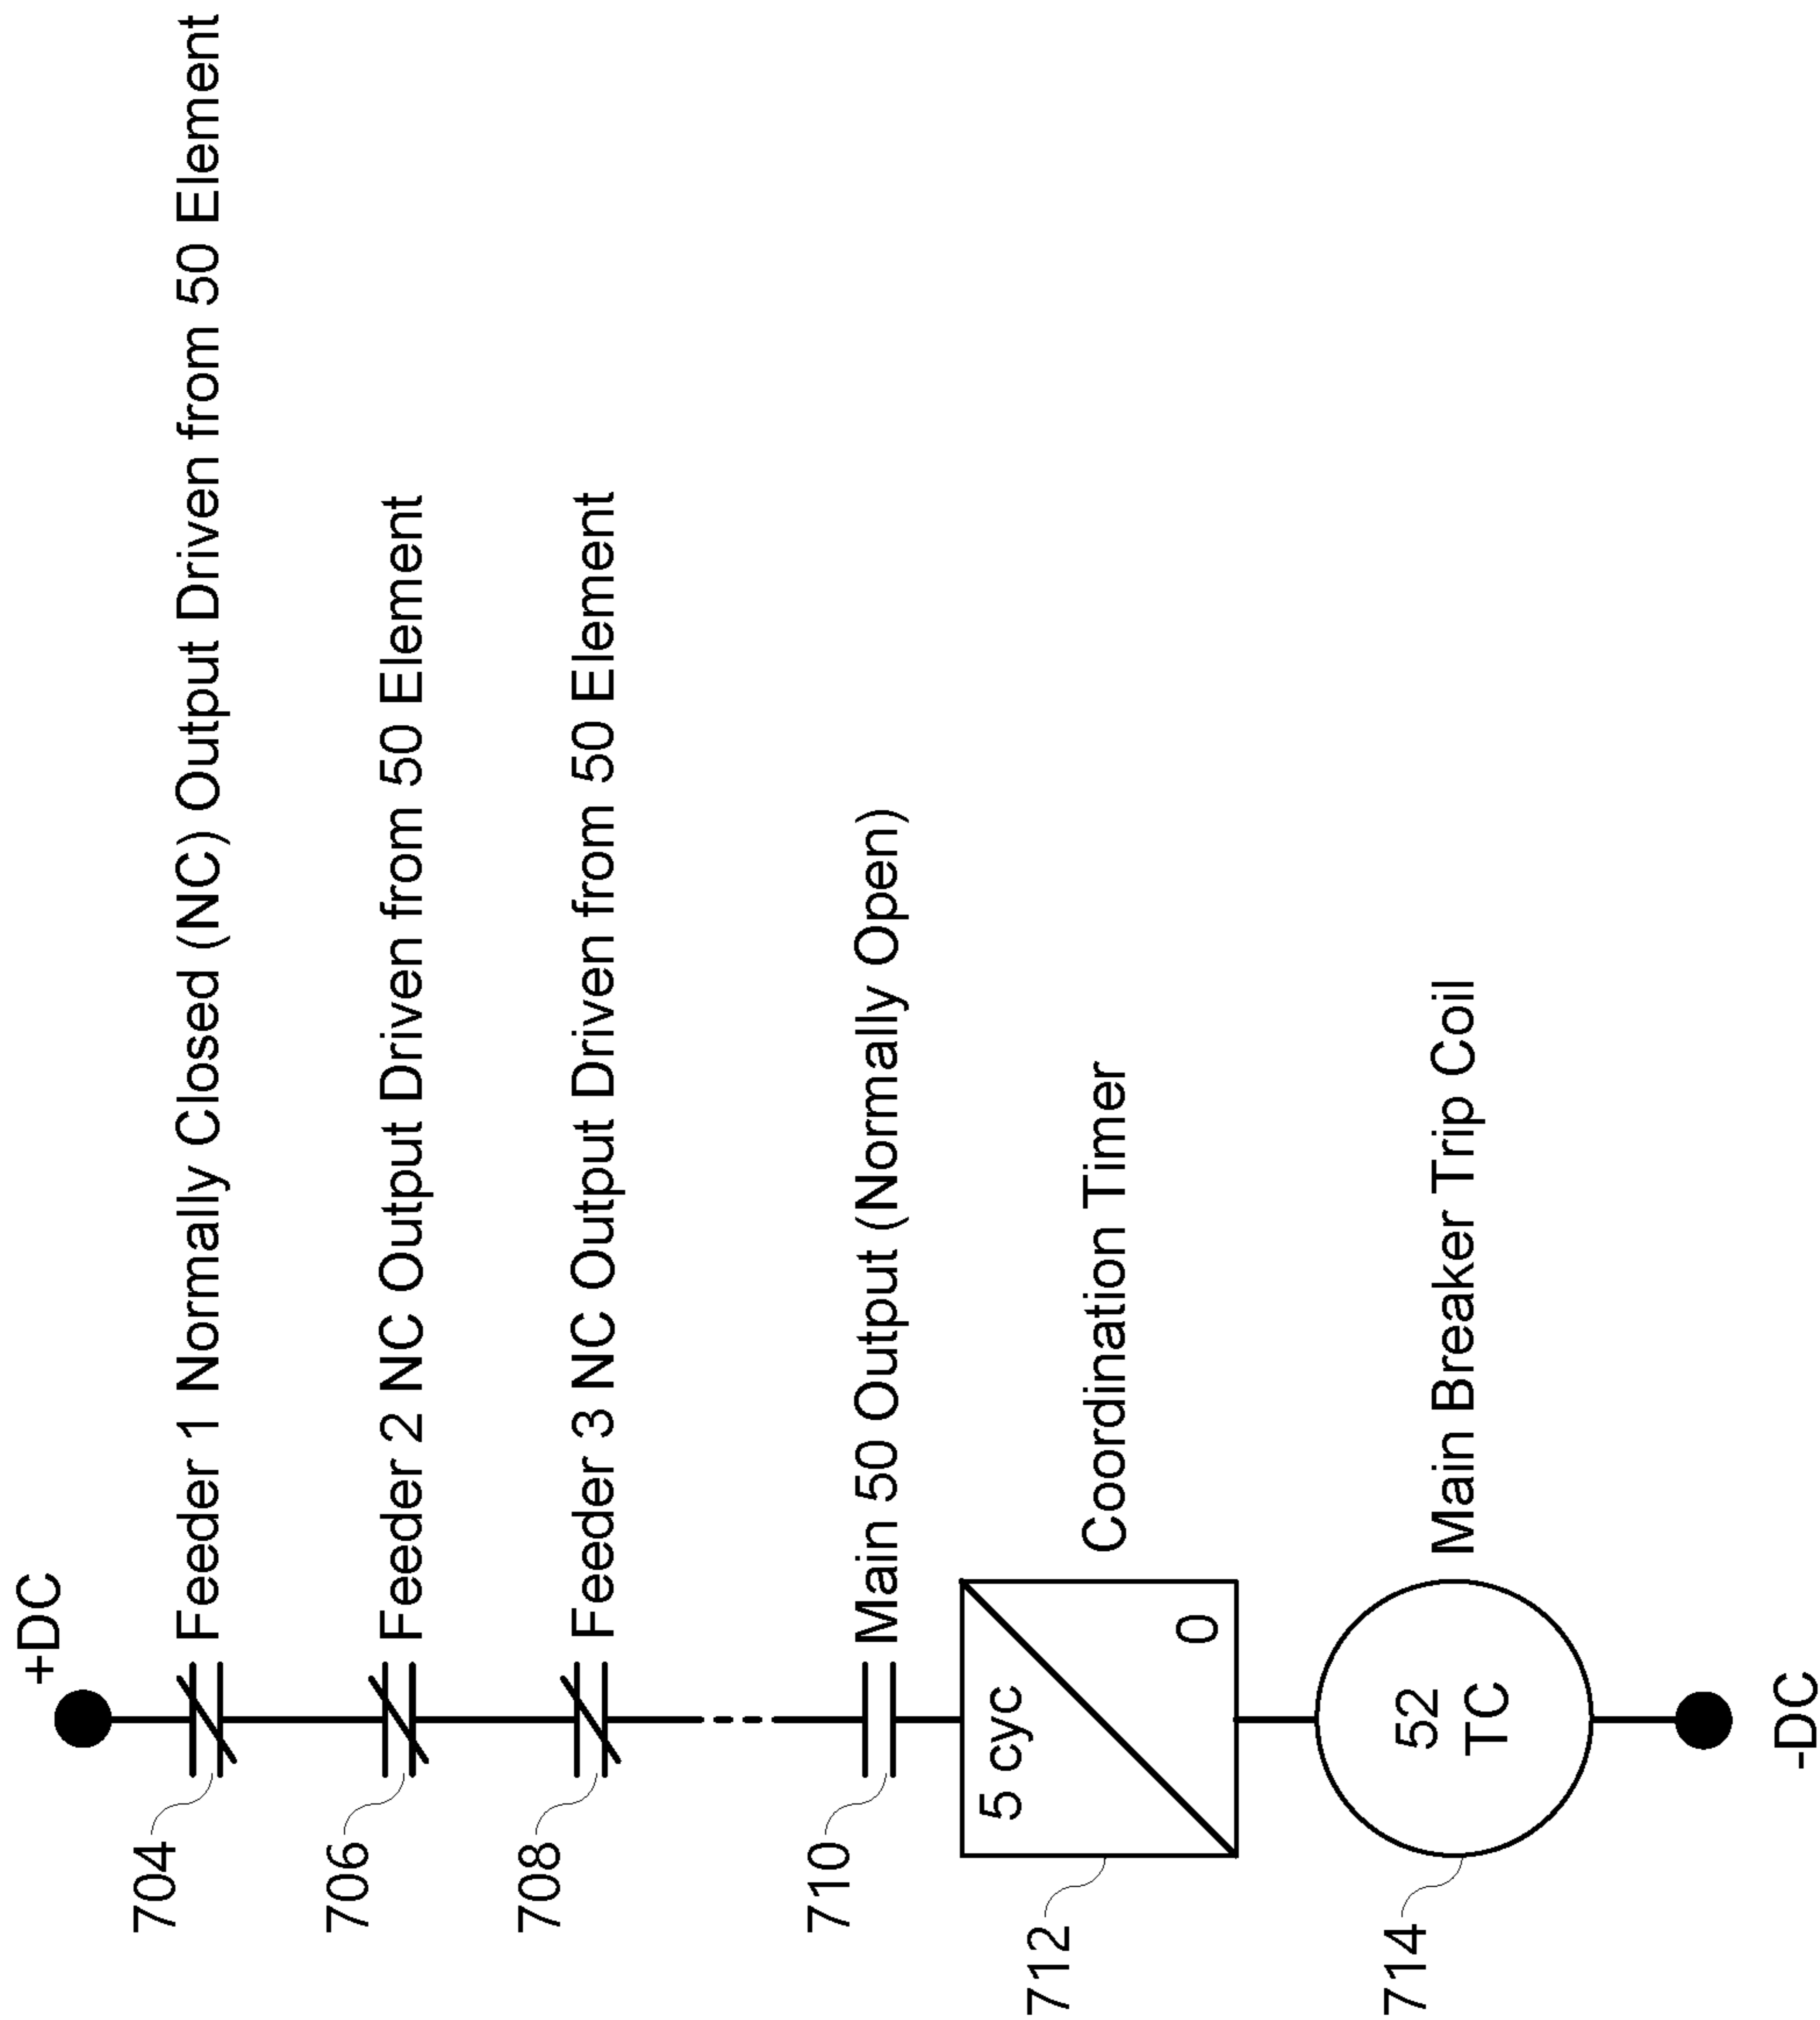 +DC
704
Feeder 1 Normally Closed (NC) Output Driven from 50 Element
706
Feeder 2 NC Output Driven from 50 Element
708
Feeder 3 NC Output Driven from 50 Element
710
Main 50 Output (Normally Open)
712
5 cyc
0
Coordination Timer
714
52
TC
Main Breaker Trip Coil
-DC